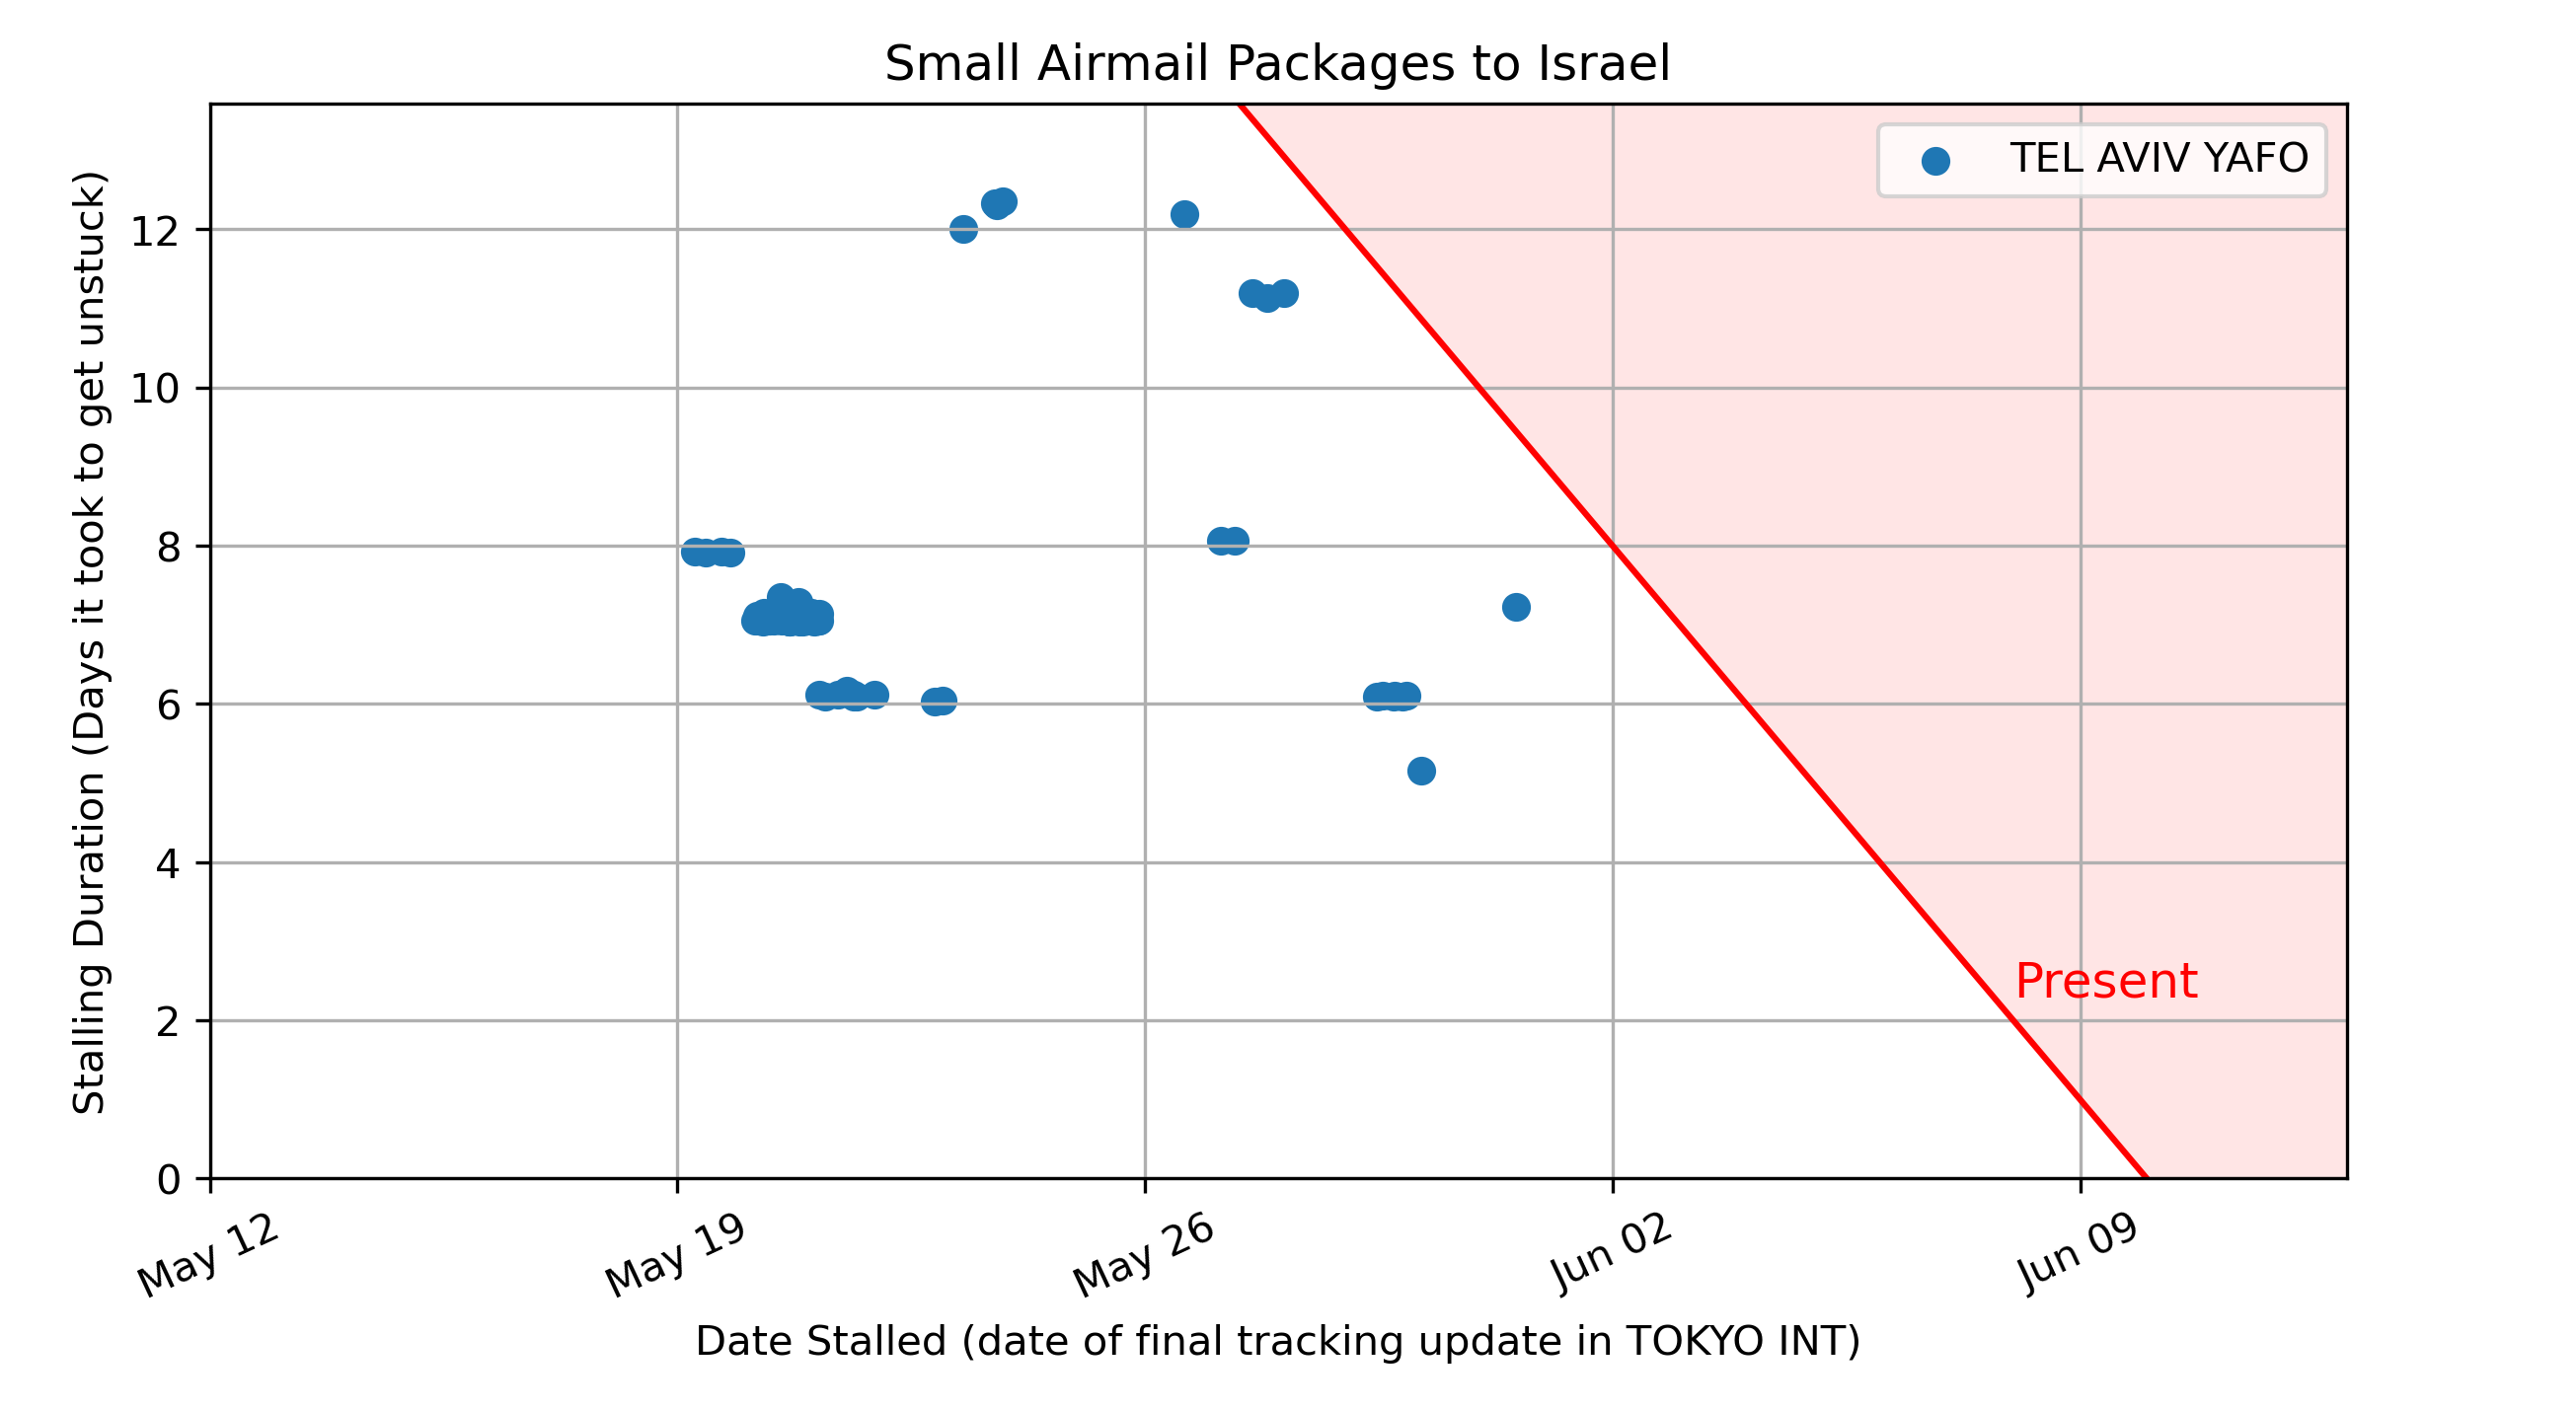 Small Airmail Packages to Israel
TEL AVIV YAFO
Stalling Duration (Days it took to get unstuck)
12
10
8
6
4
2
0
Present
May 12
May 19
May 26
Jun 02
Jun 09
Date Stalled (date of final tracking update in TOKYO INT)